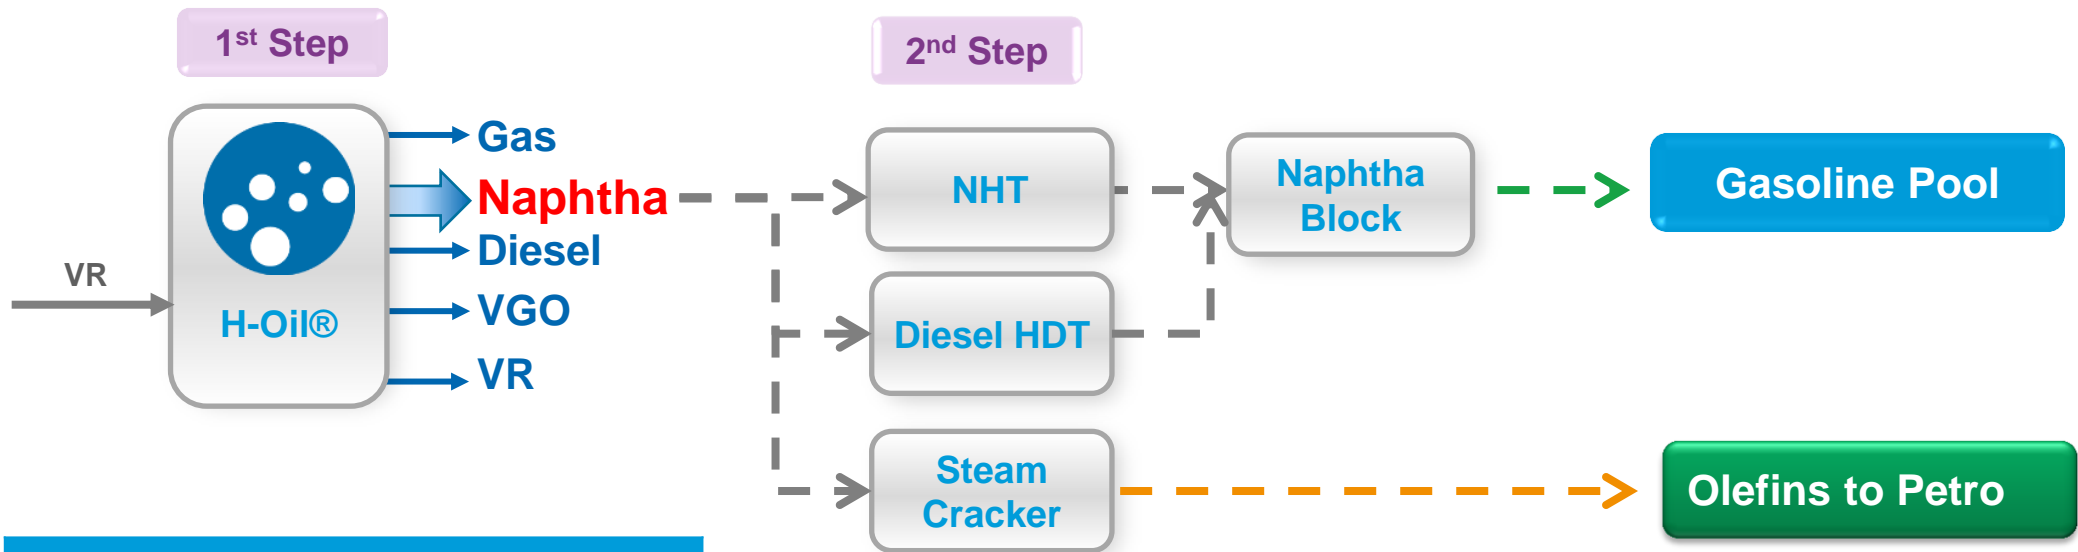 1st Step
2nd Step
VR
H-Oil®
Gas
Naphtha
Diesel
VGO
VR
NHT
Diesel HDT
Steam
Cracker
Naphtha
Block
Gasoline Pool
Olefins to Petro